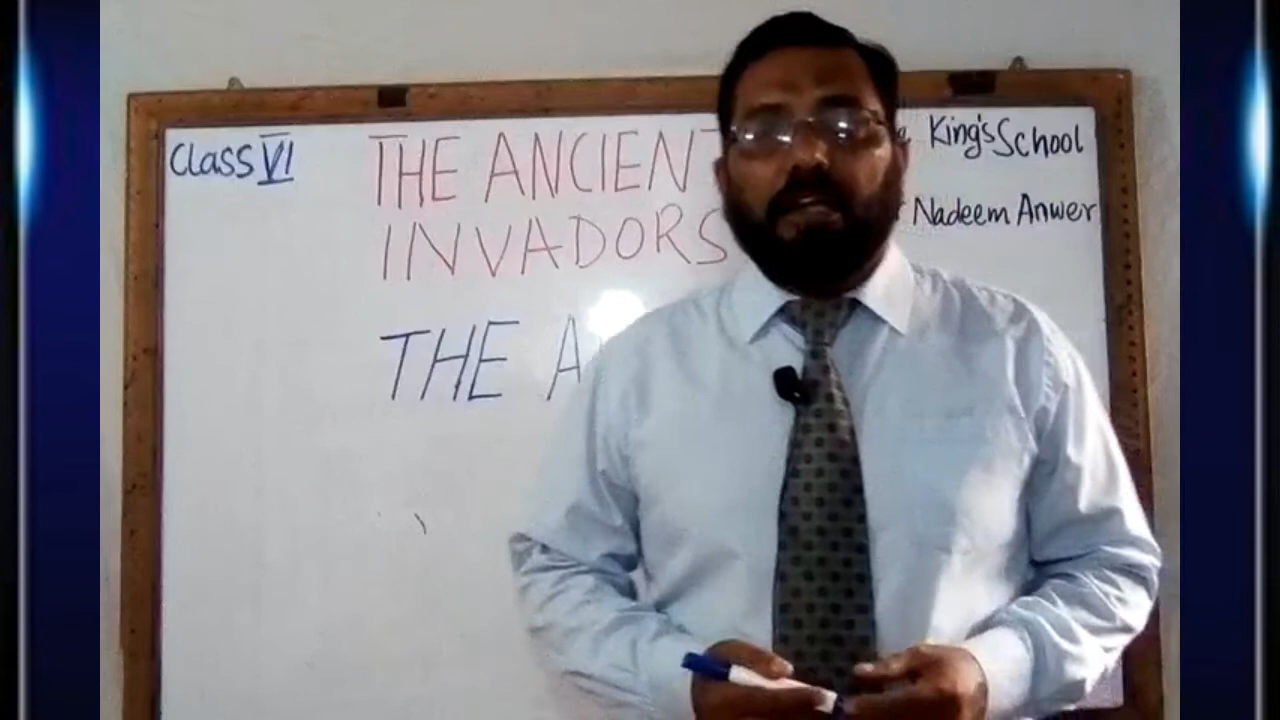 Class VI
THE ANCIENT
INVADORS
THE A
King's School
Nadeem Anwer